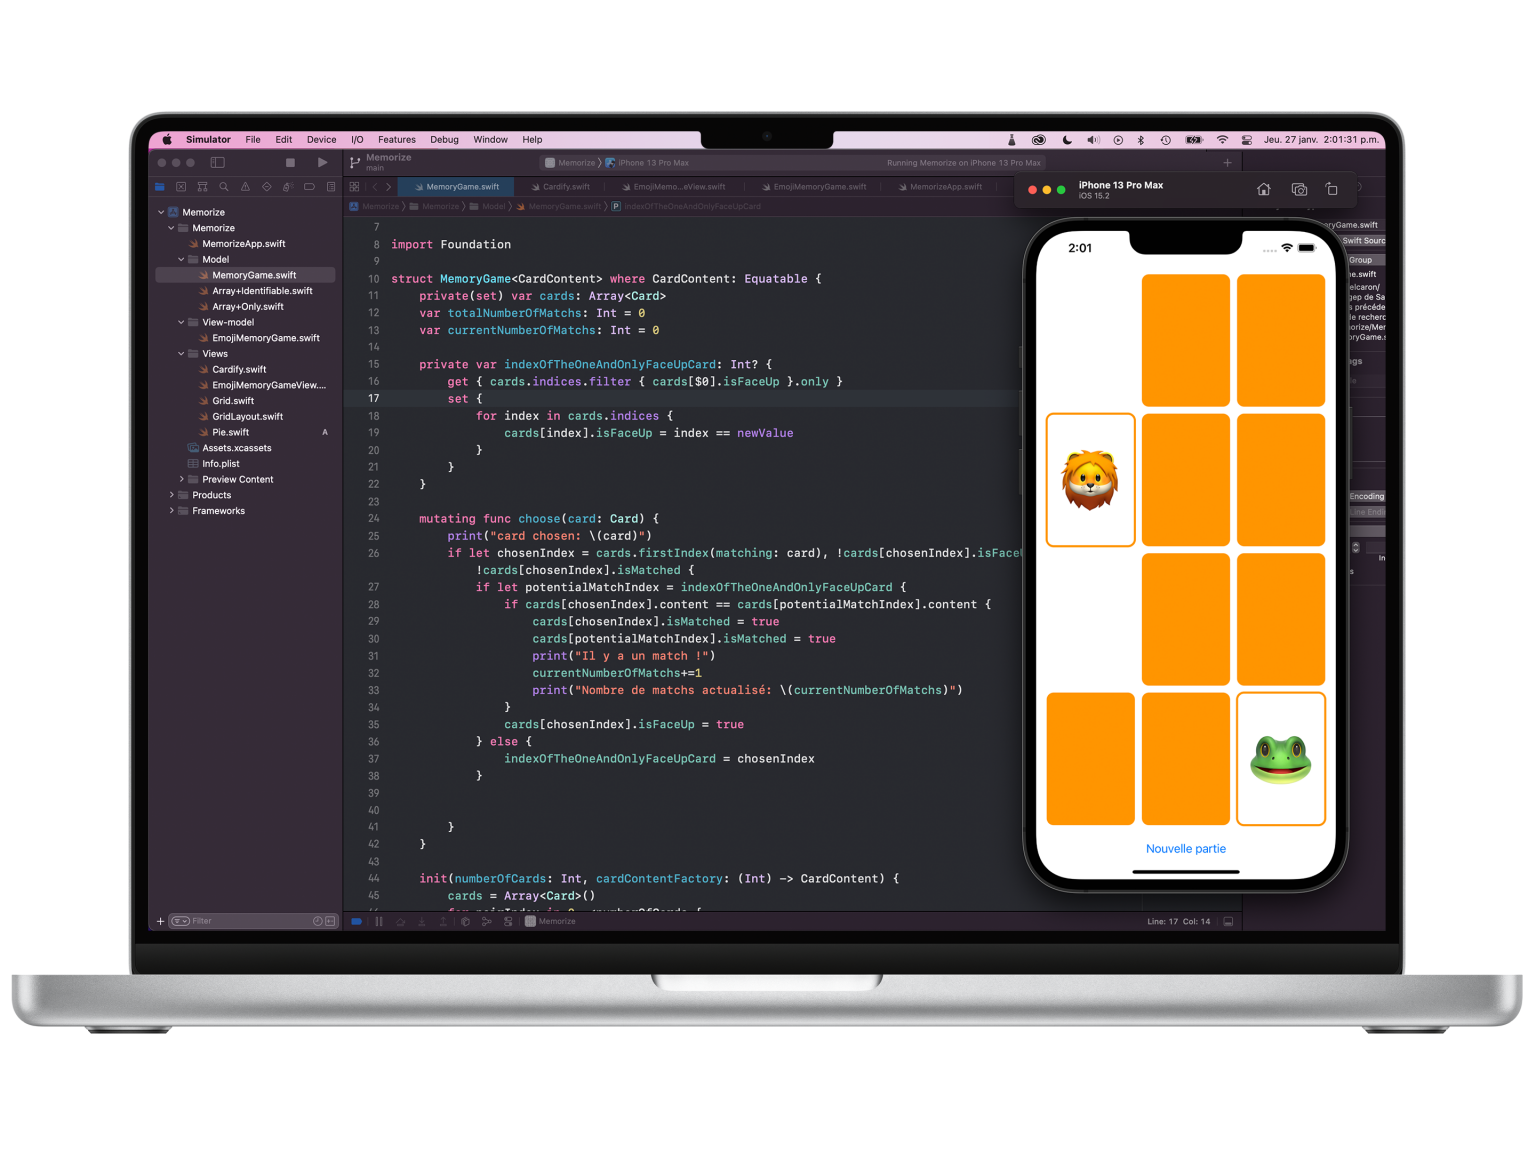 Simulator File Edit Device I/O Features Debug Window Help
Jeu. 27 janv. 2:01:31 p.m.
Memorize
main
Memorize iPhone 13 Pro Max
Running Memorize on iPhone 13 Pro Max
MemoryGame.swift Cardify.swift EmojiMemo...eView.swift EmojiMemoryGame.swift MemorizeApp.swift
Memorize Memorize Model MemoryGame.swift P indexOfTheOneAndOnlyFaceUpCard
Memorize
Memorize
MemorizeApp.swift
Model
MemoryGame.swift
Array+Identifiable.swift
Array+Only.swift
View-model
EmojiMemoryGame.swift
Views
Cardify.swift
EmojiMemoryGameView....
Grid.swift
GridLayout.swift
Pie.swift A
Assets.xcassets
Info.plist
Preview Content
Products
Frameworks
Filter
7
8 import Foundation
9
10 struct MemoryGame<CardContent> where CardContent: Equatable {
11 private(set) var cards: Array<Card>
12 var totalNumberOfMatchs: Int = 0
13 var currentNumberOfMatchs: Int = 0
14
15 private var indexOfTheOneAndOnlyFaceUpCard: Int? {
16 get { cards.indices.filter { cards[$0].isFaceUp }.only }
17 set {
18 for index in cards.indices {
19 cards[index].isFaceUp = index == newValue
20 }
21 }
22 }
23
24 mutating func choose(card: Card) {
25 print("card chosen: \(card)")
26 if let chosenIndex = cards.firstIndex(matching: card), !cards[chosenIndex].isFaceU
!cards[chosenIndex].isMatched {
27 if let potentialMatchIndex = indexOfTheOneAndOnlyFaceUpCard {
28 if cards[chosenIndex].content == cards[potentialMatchIndex].content {
29 cards[chosenIndex].isMatched = true
30 cards[potentialMatchIndex].isMatched = true
31 print("Il y a un match !")
32 currentNumberOfMatchs+=1
33 print("Nombre de matchs actualisé: \(currentNumberOfMatchs)")
34 }
35 cards[chosenIndex].isFaceUp = true
36 } else {
37 indexOfTheOneAndOnlyFaceUpCard = chosenIndex
38 }
39
40
41 }
42 }
43
44 init(numberOfCards: Int, cardContentFactory: (Int) -> CardContent) {
45 cards = Array<Card>()
Memorize
Line: 17 Col: 14
iPhone 13 Pro Max
iOS 15.2
2:01
Nouvelle partie
ryGame.swift
Swift Sourc
Group
e.swift
elcaron/
gep de Sa
s précéde
le recherc
orize/Mer
oryGame.s
ags
Encoding
Line Endin
In
s